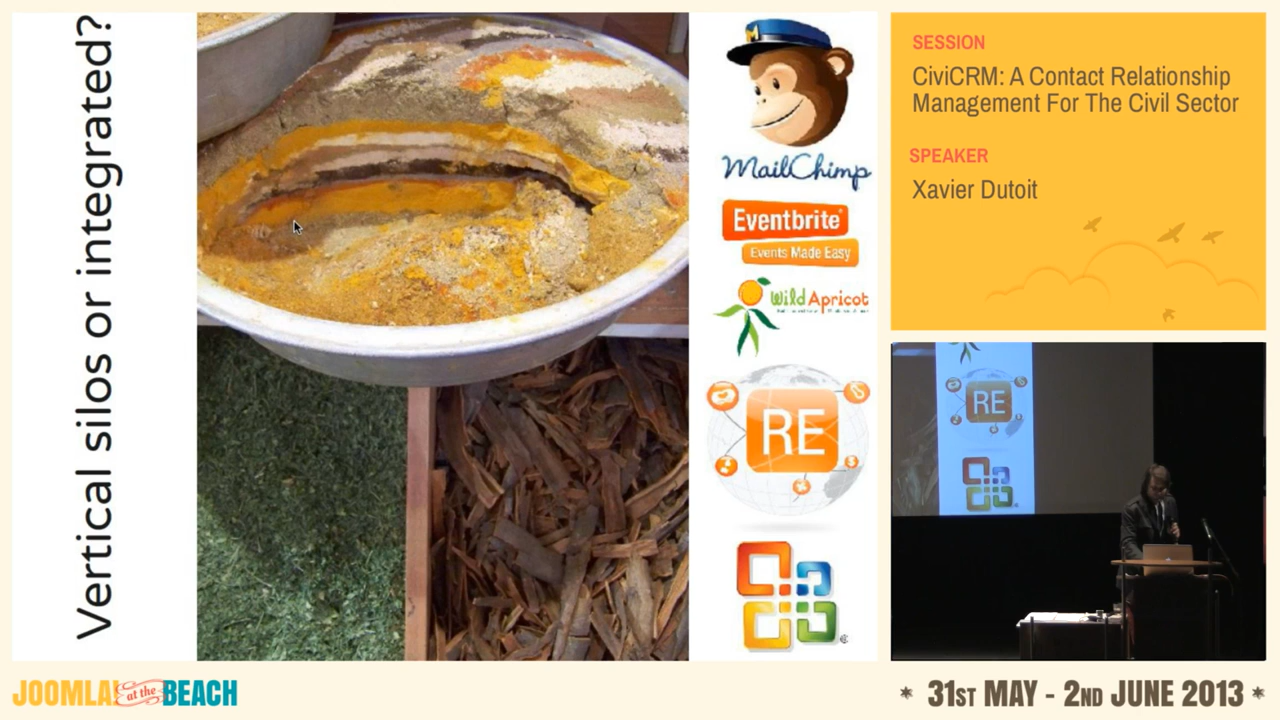 Vertical silos or integrated?
MailChimp
Eventbrite
Events Made Easy
Wild Apricot
RE
SESSION
CiviCRM: A Contact Relationship
Management For The Civil Sector
SPEAKER
Xavier Dutoit
RE
JOOMLA! at the BEACH
* 31ST MAY - 2ND JUNE 2013 *